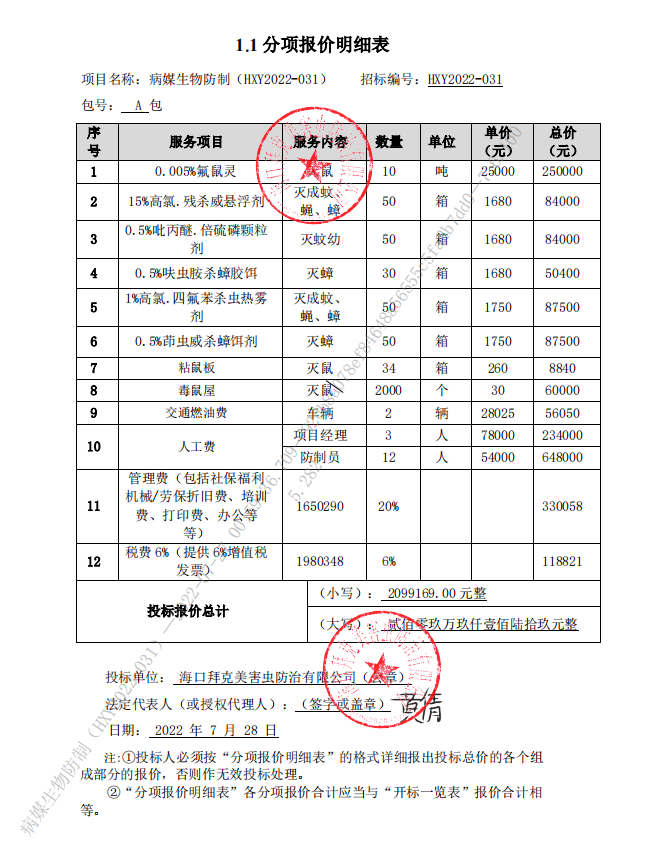 1.1 分项报价明细表
项目名称：病媒生物防制（HXY2022-031） 招标编号：HXY2022-031
包号： A 包
序号 服务项目 服务内容 数量 单位 单价（元） 总价（元）
1 0.005%氟鼠灵 灭鼠 10 吨 25000 250000
2 15%高氯.残杀威悬浮剂 灭成蚊、蝇、蟑 50 箱 1680 84000
3 0.5%吡丙醚.倍硫磷颗粒剂 灭蚊幼 50 箱 1680 84000
4 0.5%呋虫胺杀蟑胶饵 灭蟑 30 箱 1680 50400
5 1%高氯.四氟苯杀虫热雾剂 灭成蚊、蝇、蟑 50 箱 1750 87500
6 0.5%茚虫威杀蟑饵剂 灭蟑 50 箱 1750 87500
7 粘鼠板 灭鼠 34 箱 260 8840
8 毒鼠屋 灭鼠 2000 个 30 60000
9 交通燃油费 车辆 2 辆 28025 56050
10 人工费 项目经理 3 人 78000 234000
防制员 12 人 54000 648000
11 管理费（包括社保福利机械/劳保折旧费、培训费、打印费、办公等等） 1650290 20% 330058
12 税费 6%（提供 6%增值税发票） 1980348 6% 118821
投标报价总计 （小写）： 2099169.00 元整
（大写）： 贰佰零玖万玖仟壹佰陆拾玖元整
投标单位： 海口拜克美害虫防治有限公司（公章）
法定代表人（或授权代理人）：（签字或盖章）
日期： 2022 年 7 月 28 日
注：①投标人必须按“分项报价明细表”的格式详细报出投标总价的各个组
成部分的报价，否则作无效投标处理。
②“分项报价明细表”各分项报价合计应当与“开标一览表”报价合计相
等。
病媒生物防制（HXY2022-031）